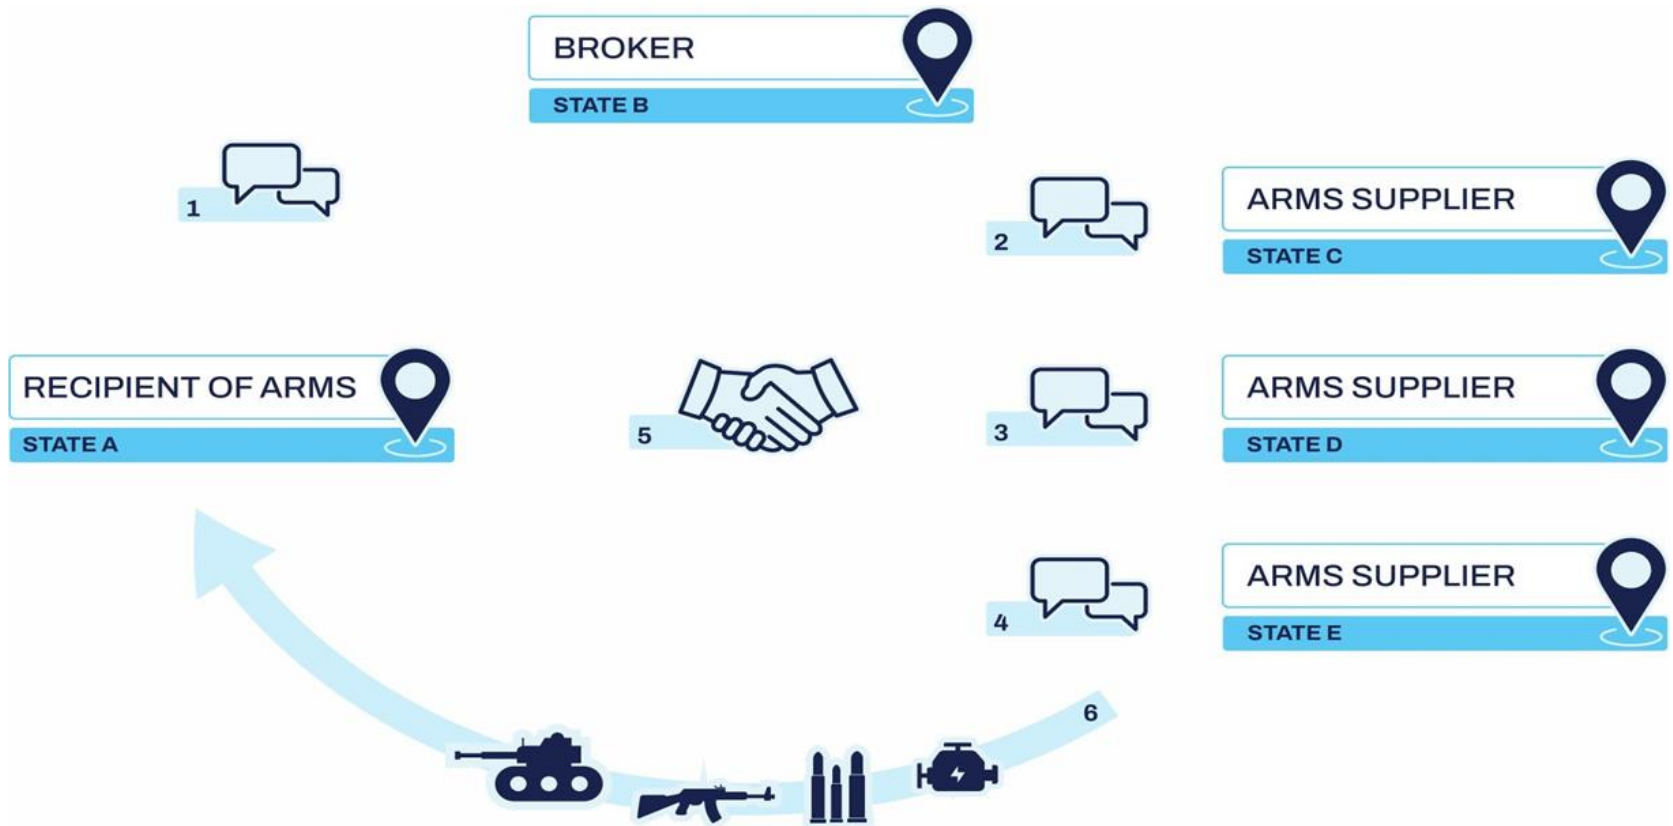 BROKER
STATE B
1
2
ARMS SUPPLIER
STATE C
RECIPIENT OF ARMS
STATE A
5
3
ARMS SUPPLIER
STATE D
4
ARMS SUPPLIER
STATE E
6